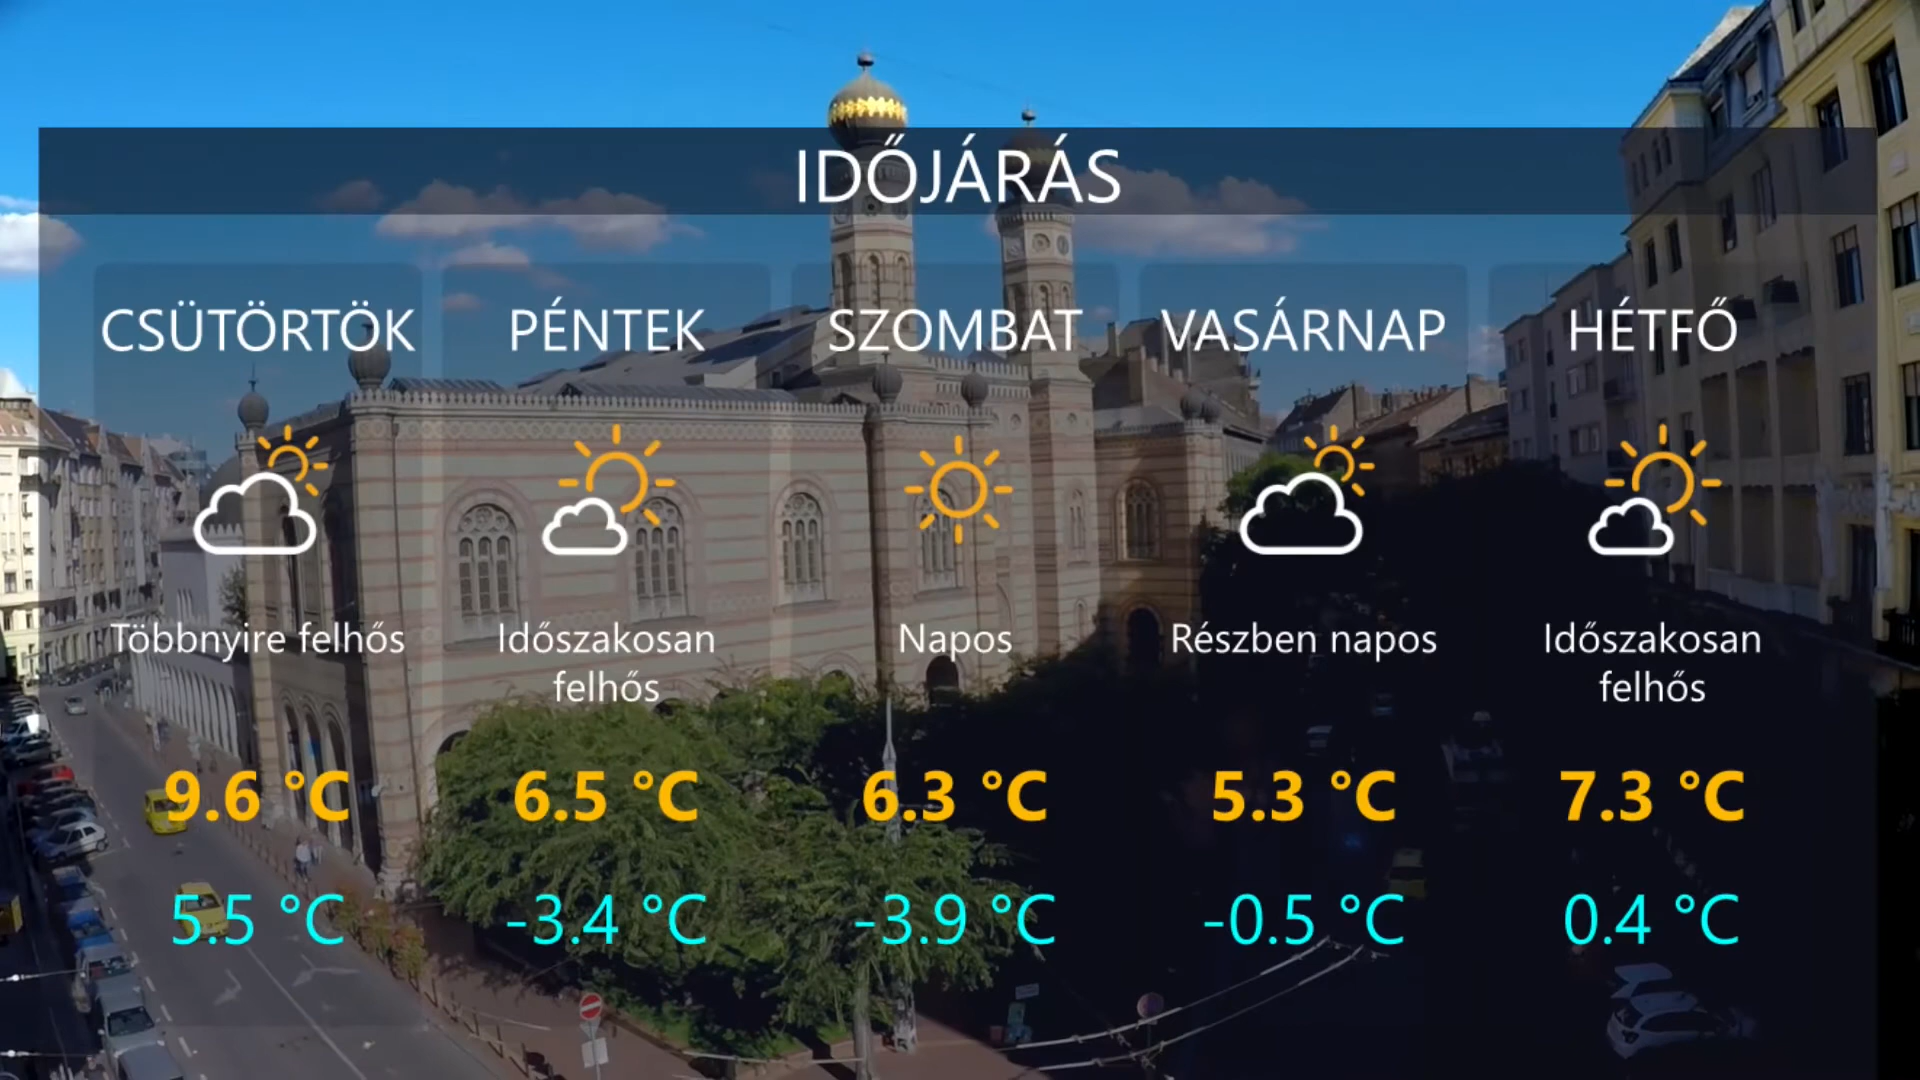 IDŐJÁRÁS
CSÜTÖRTÖK
Többnyire felhős
9.6 °C
5.5 °C
PÉNTEK
Időszakosan
felhős
6.5 °C
-3.4 °C
SZOMBAT
Napos
6.3 °C
-3.9 °C
VASÁRNAP
Részben napos
5.3 °C
-0.5 °C
HÉTFŐ
Időszakosan
felhős
7.3 °C
0.4 °C